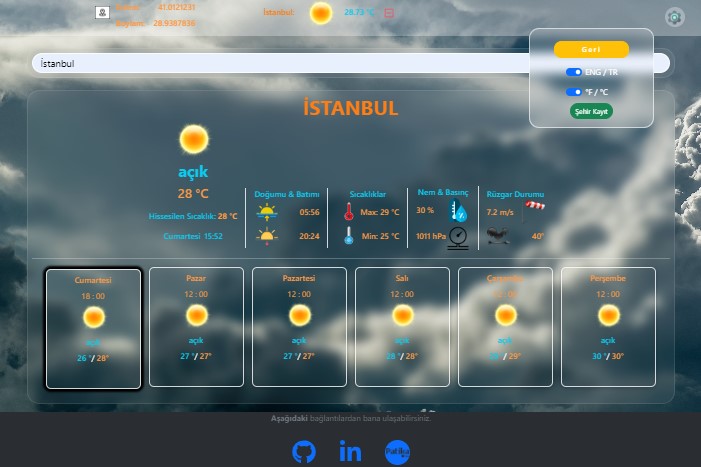 41.0121231
28.9387838
İstanbul: 28.73 °C
Geri
ENG / TR
°F / °C
Şehir Kayıt
İstanbul
İSTANBUL
açık
28 °C
Hissesilen Sıcaklık: 28 °C
Cumartesi 15:52
Doğumu & Batımı
05:56
20:24
Sıcaklıklar
Max: 29 °C
Min: 25 °C
Nem & Basınç
30 %
1011 hPa
Rüzgar Durumu
7.2 m/s
40°
Cumartesi
18 : 00
açık
26 °/ 28°
Pazar
12 : 00
açık
27 °/ 27°
Pazartesi
12 : 00
açık
27 °/ 27°
Salı
12 : 00
açık
28 °/ 28°
Çarşamba
12 : 00
açık
/ 29°
Perşembe
12 : 00
açık
30 °/ 30°
Aşağıdaki bağlantılardan bana ulaşabilirsiniz.
in
Patika